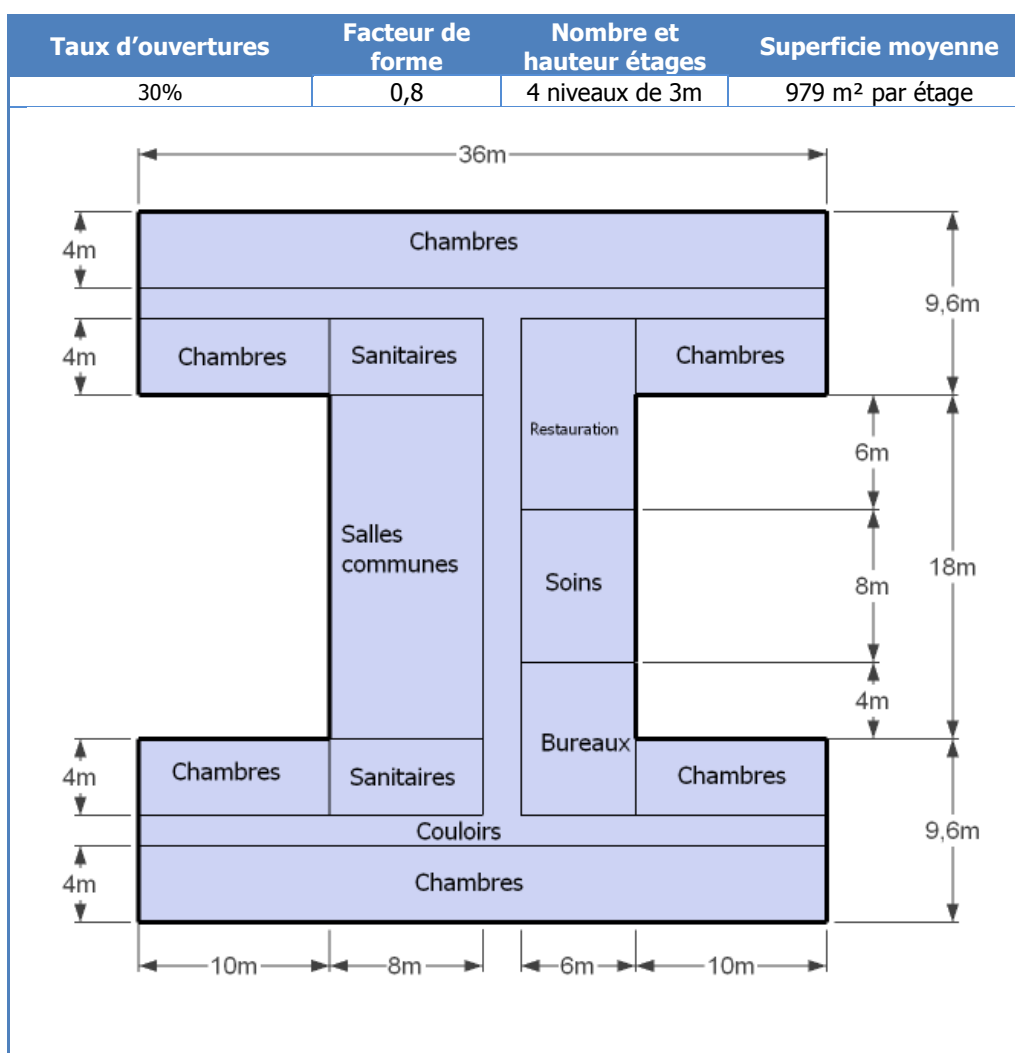 Taux d’ouvertures
Facteur de
forme
Nombre et
hauteur étages
Superficie moyenne
30%
0,8
4 niveaux de 3m
979 m² par étage
36m
4m
Chambres
9,6m
4m
Chambres
Sanitaires
Chambres
Restauration
6m
Salles
communes
Soins
8m
18m
4m
Bureaux
4m
Chambres
Sanitaires
Chambres
Couloirs
9,6m
4m
Chambres
10m
8m
6m
10m